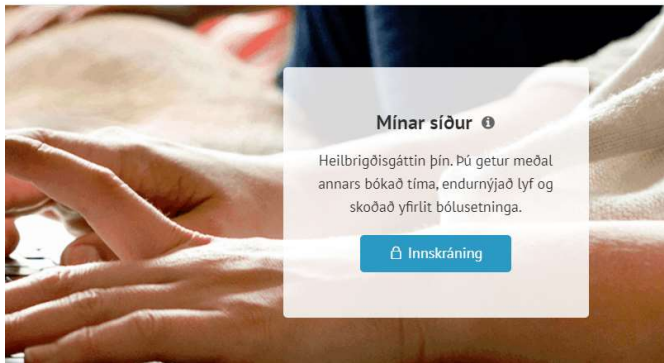 Mínar síður
Heilbrigðisgáttin þín. Þú getur meðal
annars bókað tíma, endurnýjað lyf og
skoðað yfirlit bólusetninga.
Innskráning